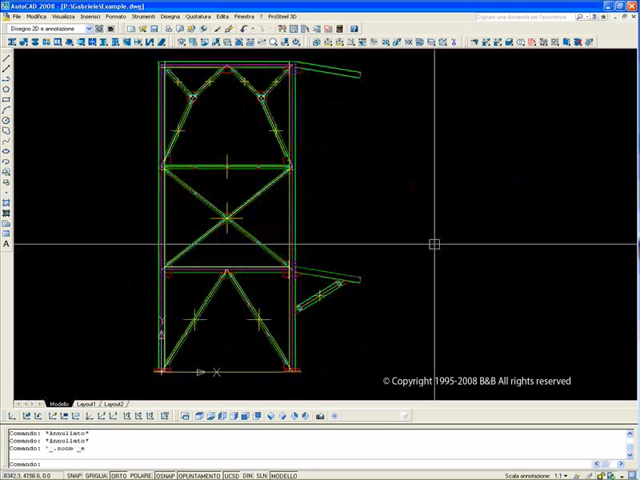 AutoCAD 2008 - [P:\Gabriele\Example.dwg]
File Modifica Visualizza Inserisci Formato Strumenti Disegna Quotatura Edita Finestra ? ProSteel 3D
Digitare una domanda per l'assistenza
Disegno 2D e annotazione
Y
X
© Copyright 1995-2008 B&B All rights reserved
Modello Layout1 Layout2
Comando: *Annullato*
Comando: *Annullato*
Comando: '_.zoom _e
Comando:
8342.3, 4156.6, 0.0 SNAP GRIGLIA ORTO POLARE OSNAP OPUNTAMENTO UCSD DIN SLN MODELLO
Scala annotazione: 1:1